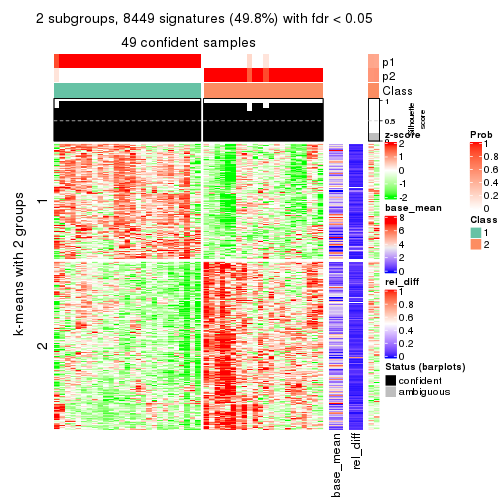 2 subgroups, 8449 signatures (49.8%) with fdr < 0.05
49 confident samples
p1
p2
Class
1
0.5
0
Silhouette
score
k-means with 2 groups
1
2
base_mean
rel_diff
z-score
2
1
0
-1
-2
base_mean
8
6
4
2
0
rel_diff
1
0.8
0.6
0.4
0.2
0
Status (barplots)
confident
ambiguous
Prob
1
0.8
0.6
0.4
0.2
0
Class
1
2